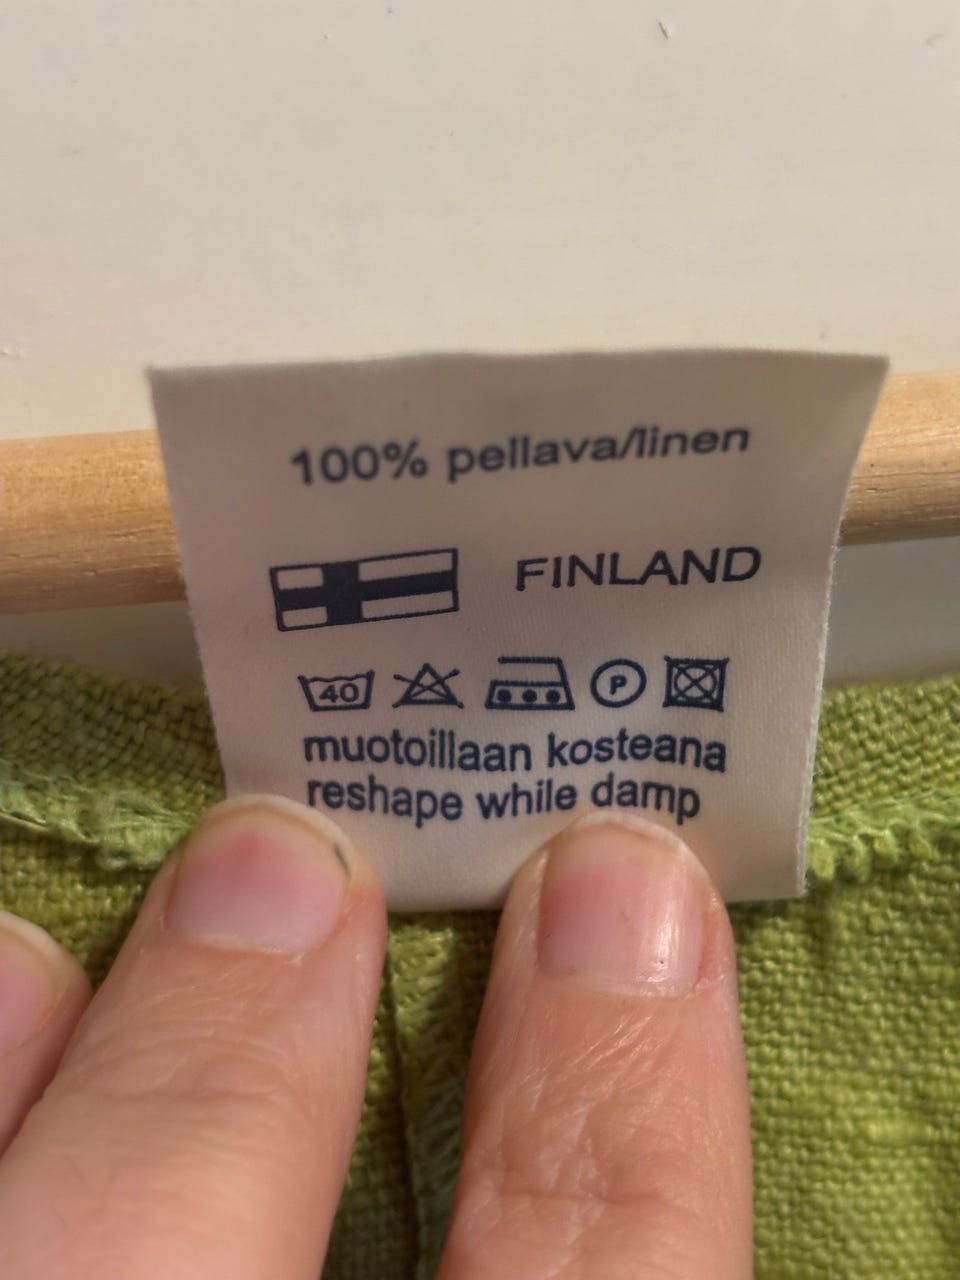 100% pellava/linen
FINLAND
40 P
muotoillaan kosteana
reshape while damp